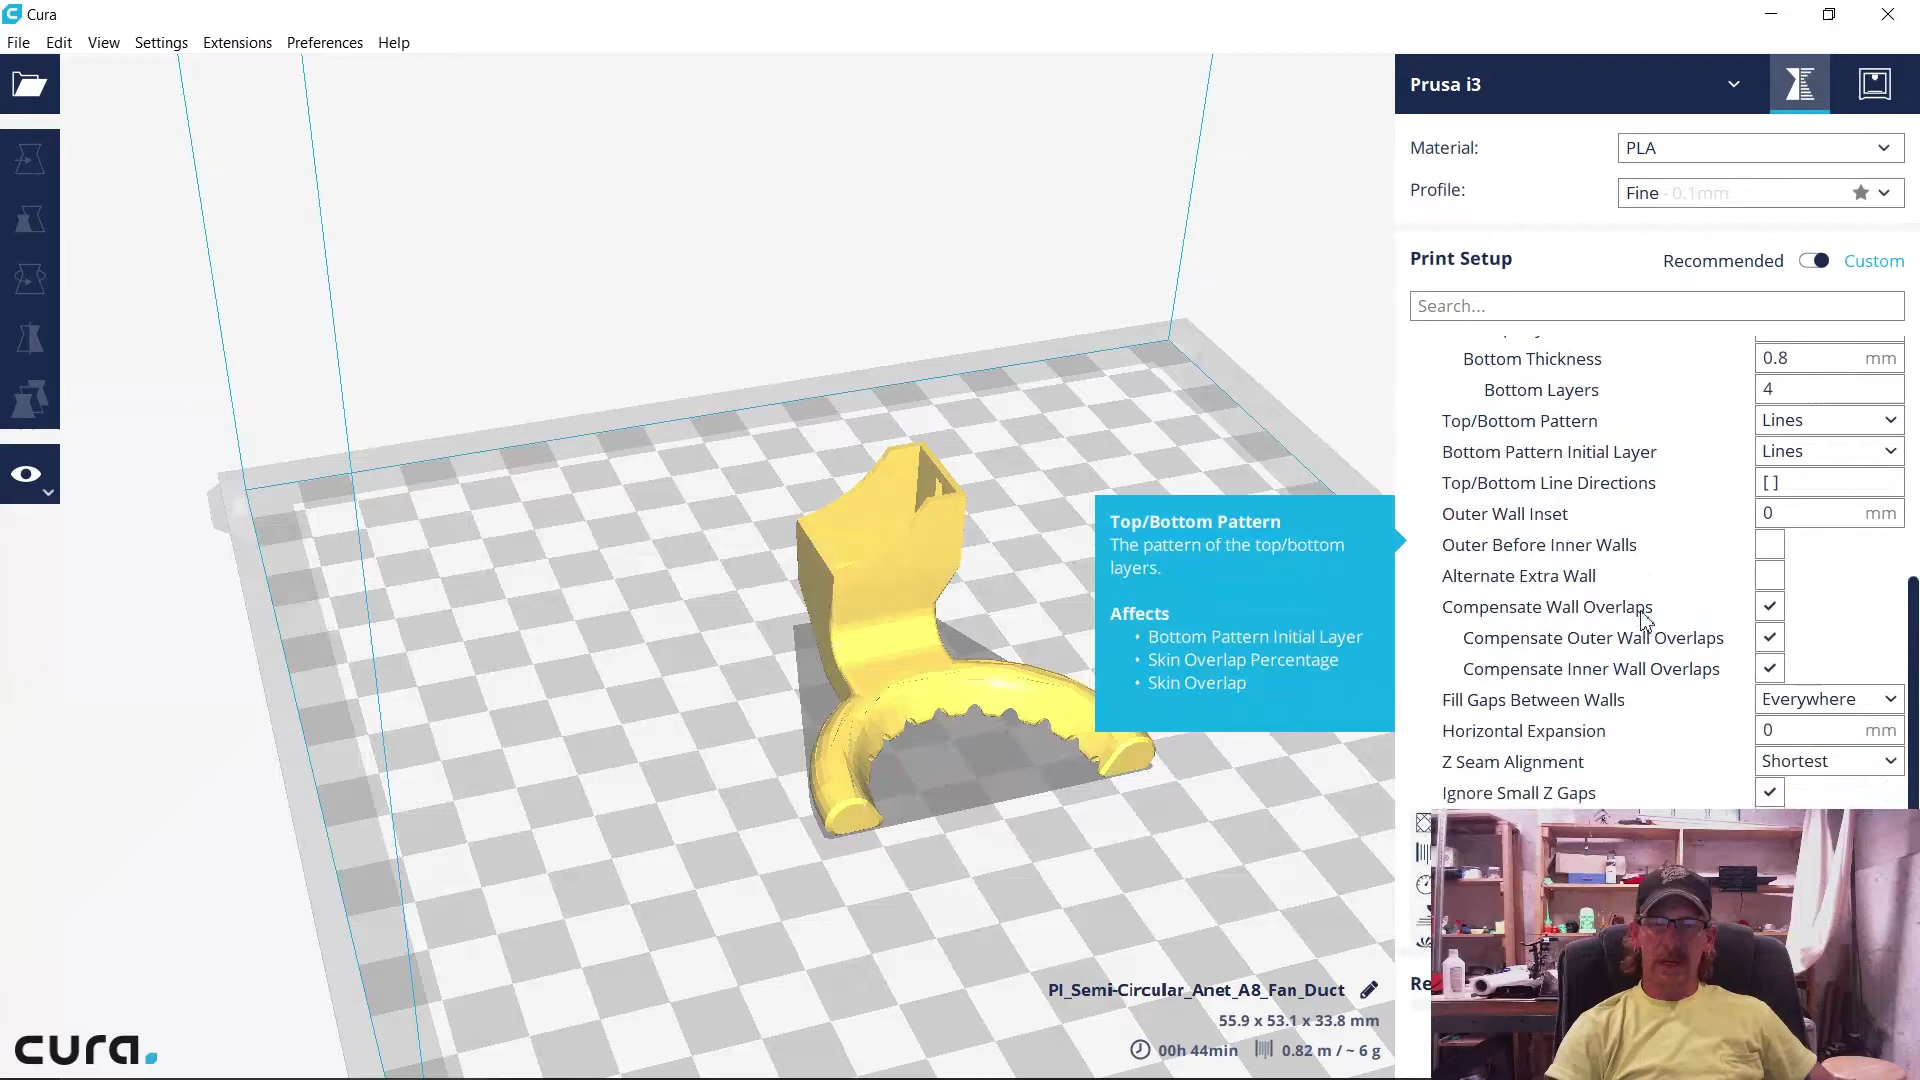 Cura
File Edit View Settings Extensions Preferences Help
Prusa i3
Material: PLA
Profile: Fine - 0.1mm
Print Setup Recommended Custom
Search...
Bottom Thickness 0.8 mm
Bottom Layers 4
Top/Bottom Pattern Lines
Bottom Pattern Initial Layer Lines
Top/Bottom Line Directions [ ]
Outer Wall Inset 0 mm
Outer Before Inner Walls
Alternate Extra Wall
Compensate Wall Overlaps
Compensate Outer Wall Overlaps
Compensate Inner Wall Overlaps
Fill Gaps Between Walls Everywhere
Horizontal Expansion 0 mm
Z Seam Alignment Shortest
Ignore Small Z Gaps
Top/Bottom Pattern
The pattern of the top/bottom
layers.
Affects
• Bottom Pattern Initial Layer
• Skin Overlap Percentage
• Skin Overlap
Re
PI_Semi-Circular_Anet_A8_Fan_Duct
55.9 x 53.1 x 33.8 mm
00h 44min 0.82 m / ~ 6 g
cura.